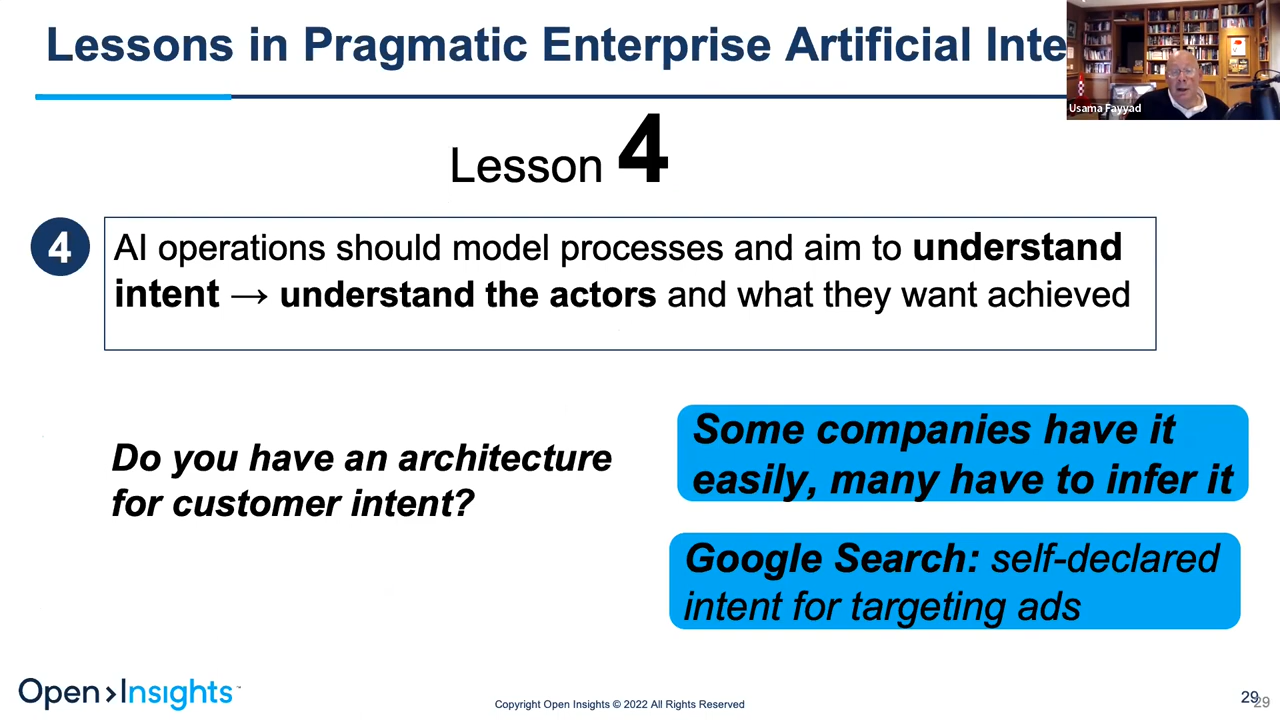 Lessons in Pragmatic Enterprise Artificial Inte
Usama Fayyad
Lesson 4
4
AI operations should model processes and aim to understand
intent → understand the actors and what they want achieved
Do you have an architecture
for customer intent?
Some companies have it
easily, many have to infer it
Google Search: self-declared
intent for targeting ads
Open>Insights™
Copyright Open Insights © 2022 All Rights Reserved
29
29